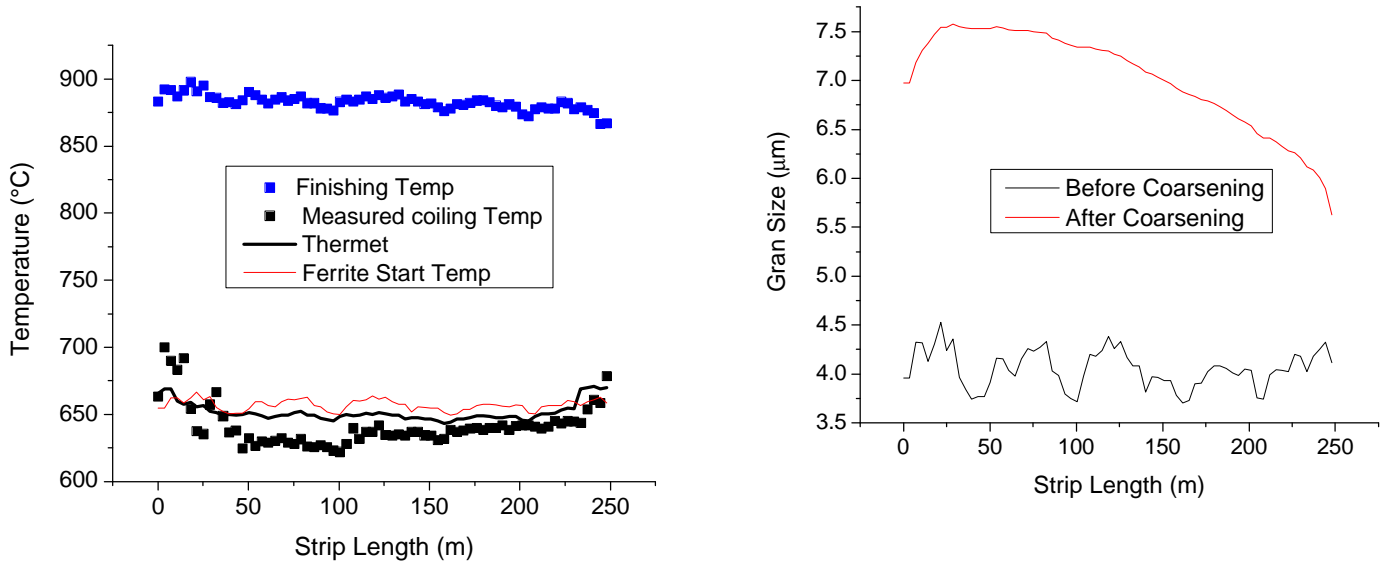 900
850
800
750
700
650
600
Temperature (°C)
Finishing Temp
Measured coiling Temp
Thermet
Ferrite Start Temp
0
50
100
150
200
250
Strip Length (m)
7.5
7.0
6.5
6.0
5.5
5.0
4.5
4.0
3.5
Gran Size (μm)
Before Coarsening
After Coarsening
0
50
100
150
200
250
Strip Length (m)